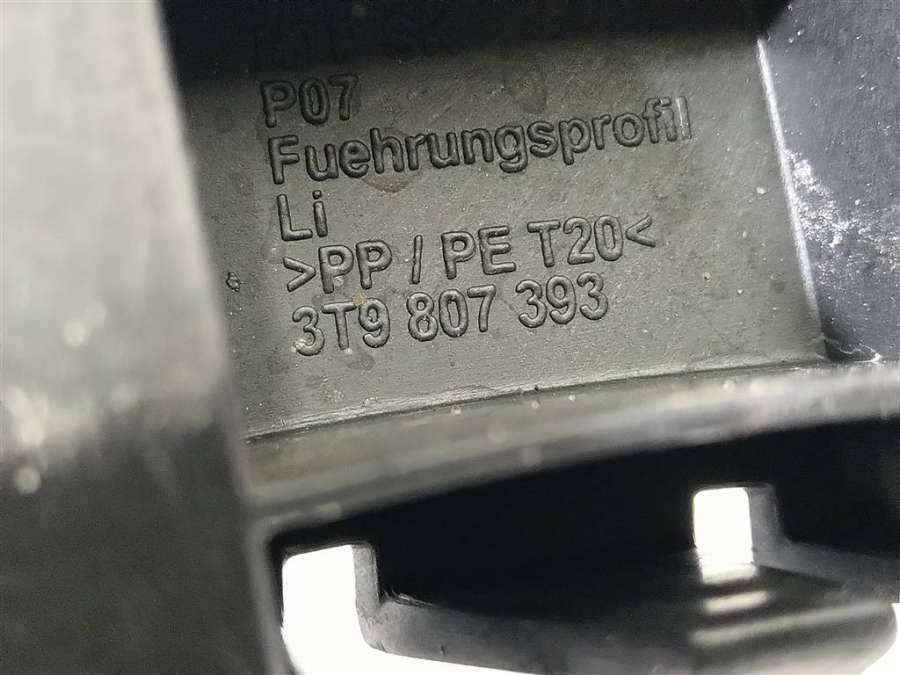 P07
Fuehrungsprofil
Li
>PP / PE T20<
3T9 807 393